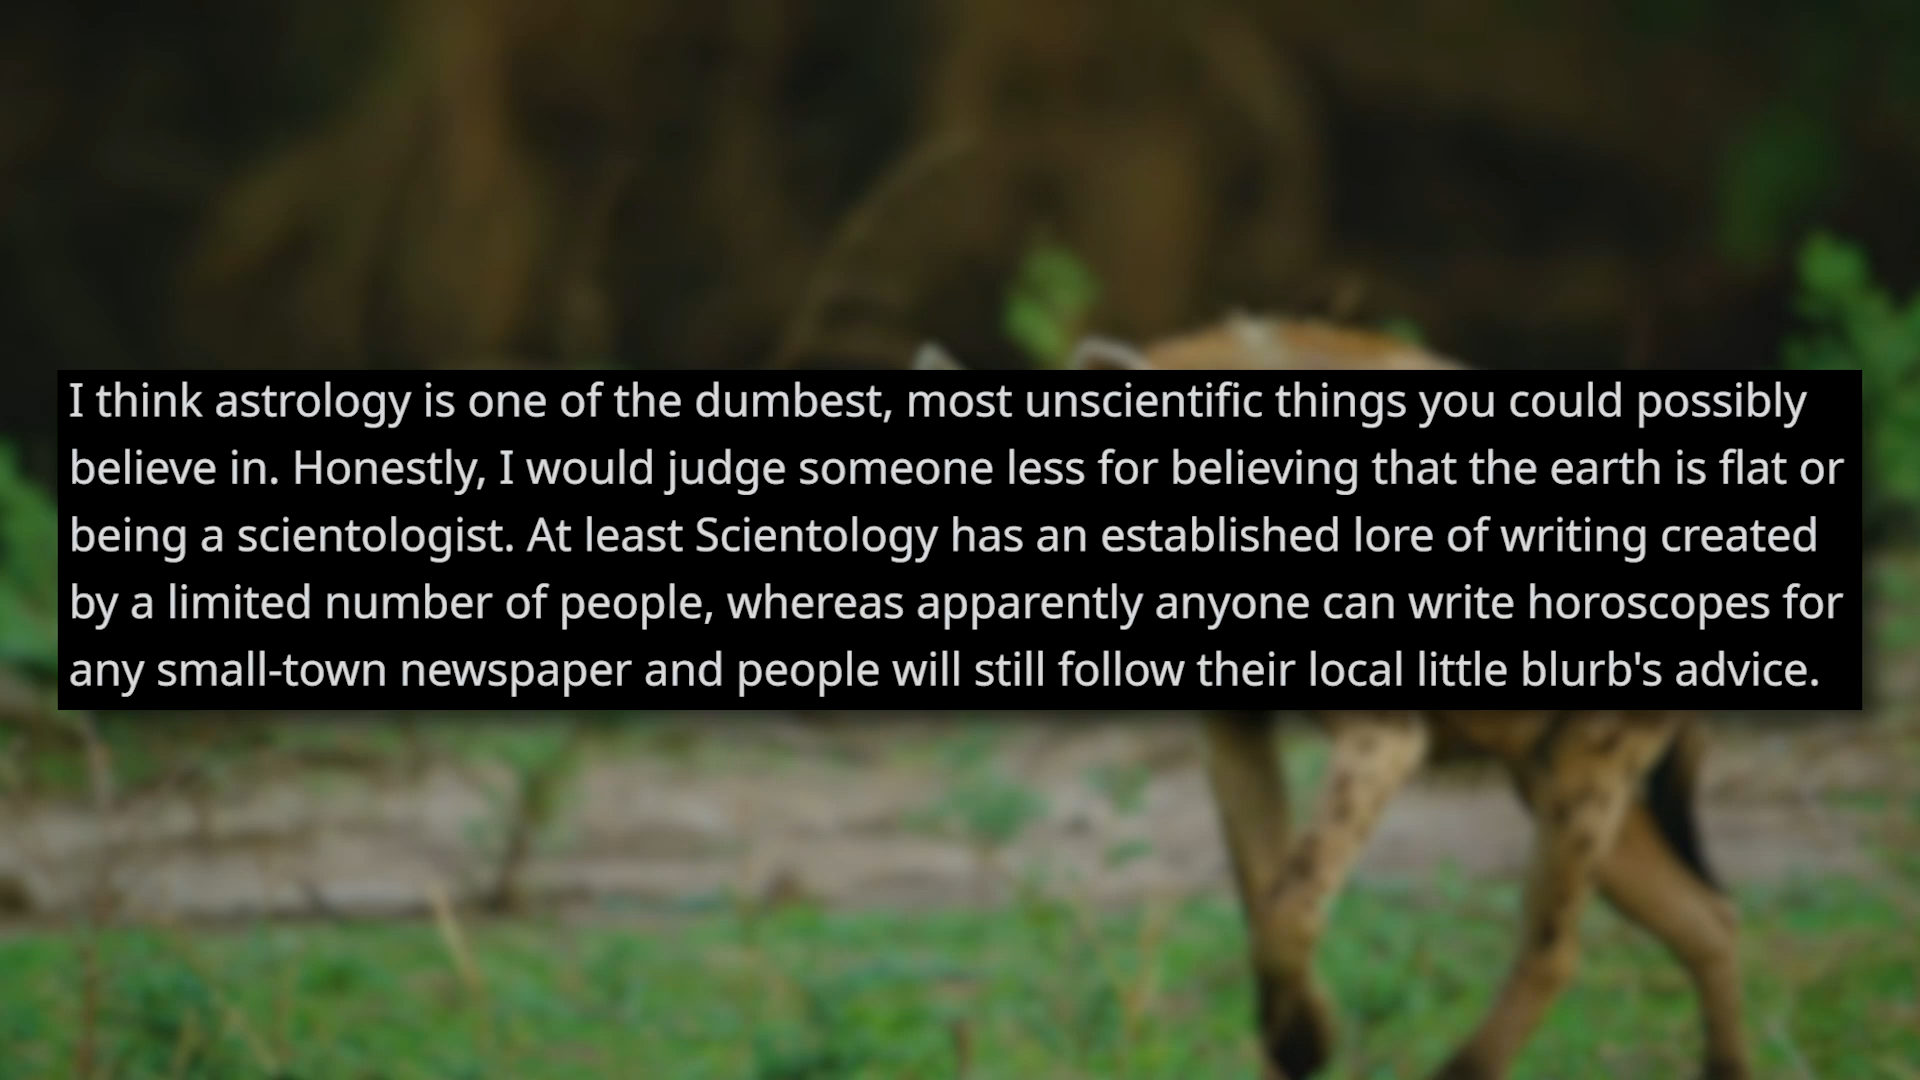 I think astrology is one of the dumbest, most unscientific things you could possibly
believe in. Honestly, I would judge someone less for believing that the earth is flat or
being a scientologist. At least Scientology has an established lore of writing created
by a limited number of people, whereas apparently anyone can write horoscopes for
any small-town newspaper and people will still follow their local little blurb's advice.